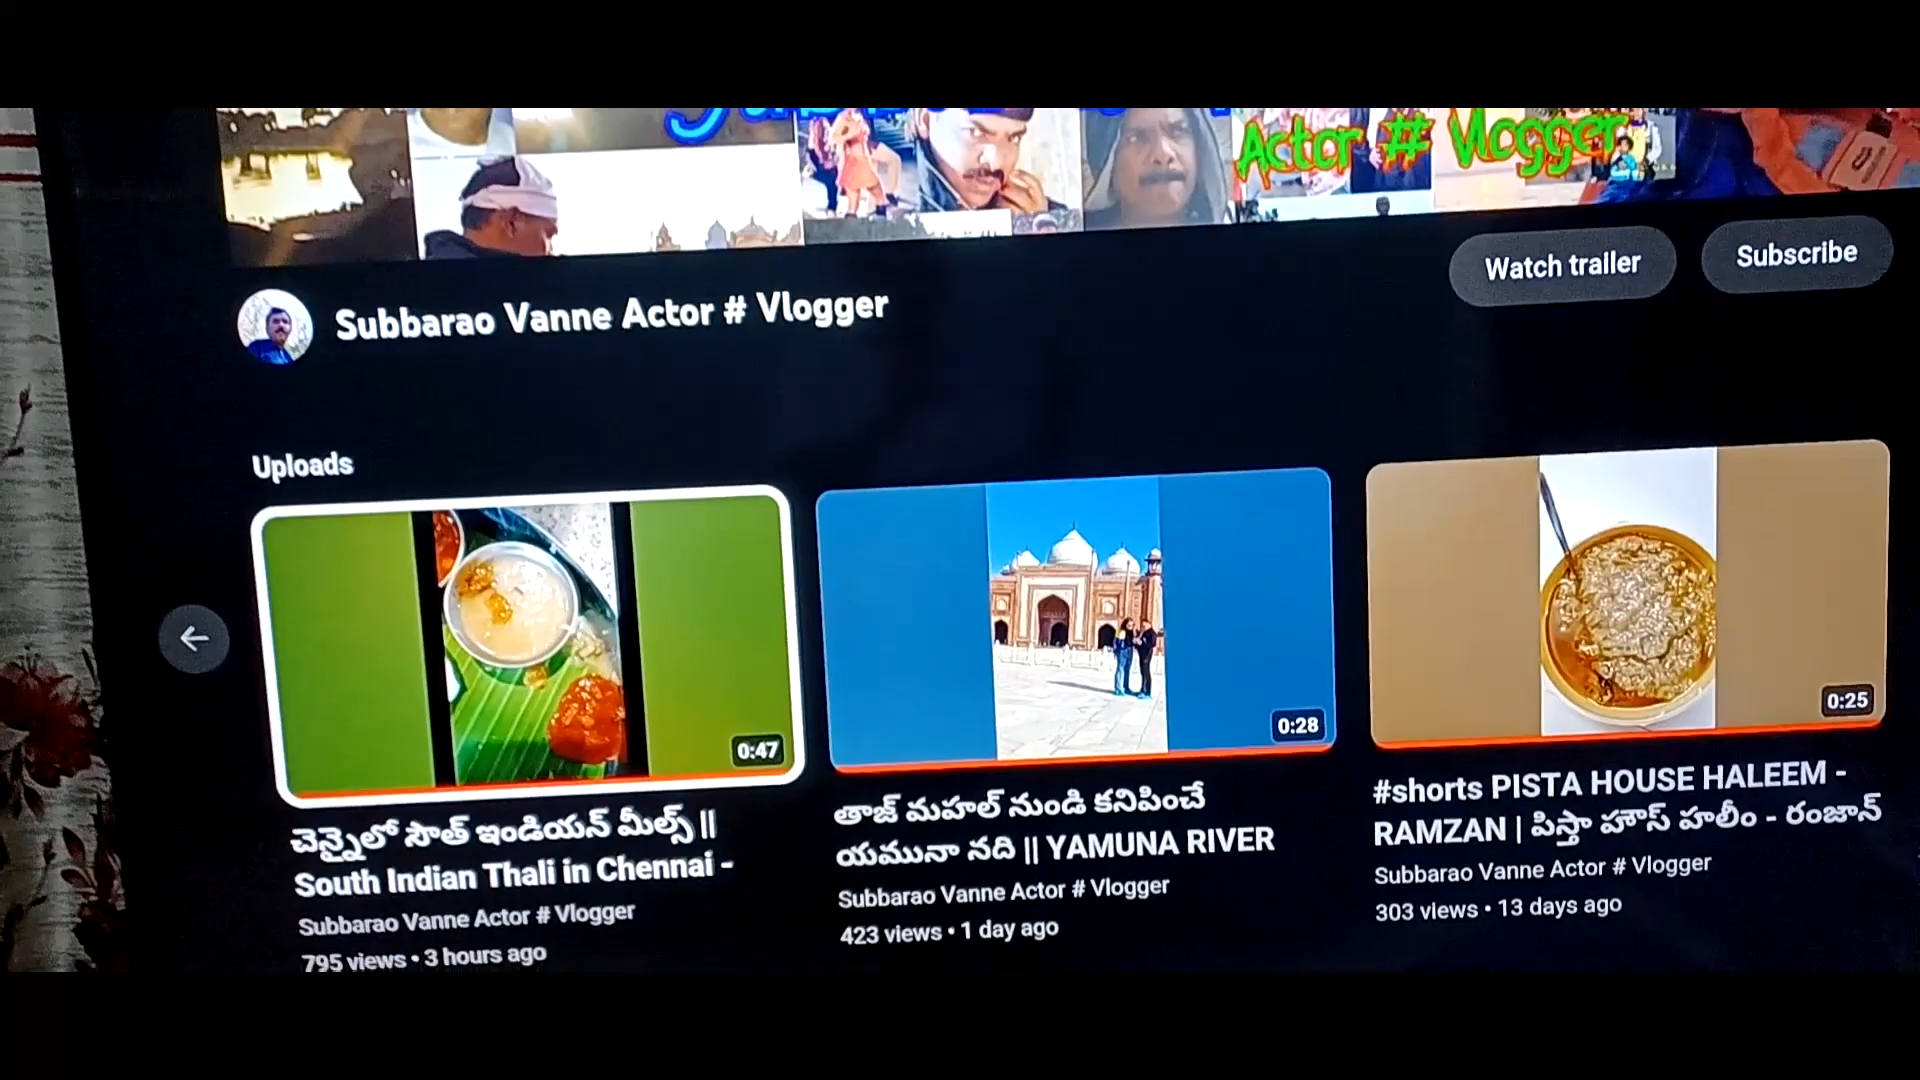 Actor # Vlogger
Watch trailer
Subscribe
Subbarao Vanne Actor # Vlogger
Uploads
0:47
0:28
0:25
చెన్నైలో సౌత్ ఇండియన్ మీల్స్ ||
South Indian Thali in Chennai -
Subbarao Vanne Actor # Vlogger
795 views • 3 hours ago
తాజ్ మహల్ నుండి కనిపించే
యమునా నది || YAMUNA RIVER
Subbarao Vanne Actor # Vlogger
423 views • 1 day ago
#shorts PISTA HOUSE HALEEM -
RAMZAN | పిస్తా హౌస్ హలీం - రంజాన్
Subbarao Vanne Actor # Vlogger
303 views • 13 days ago